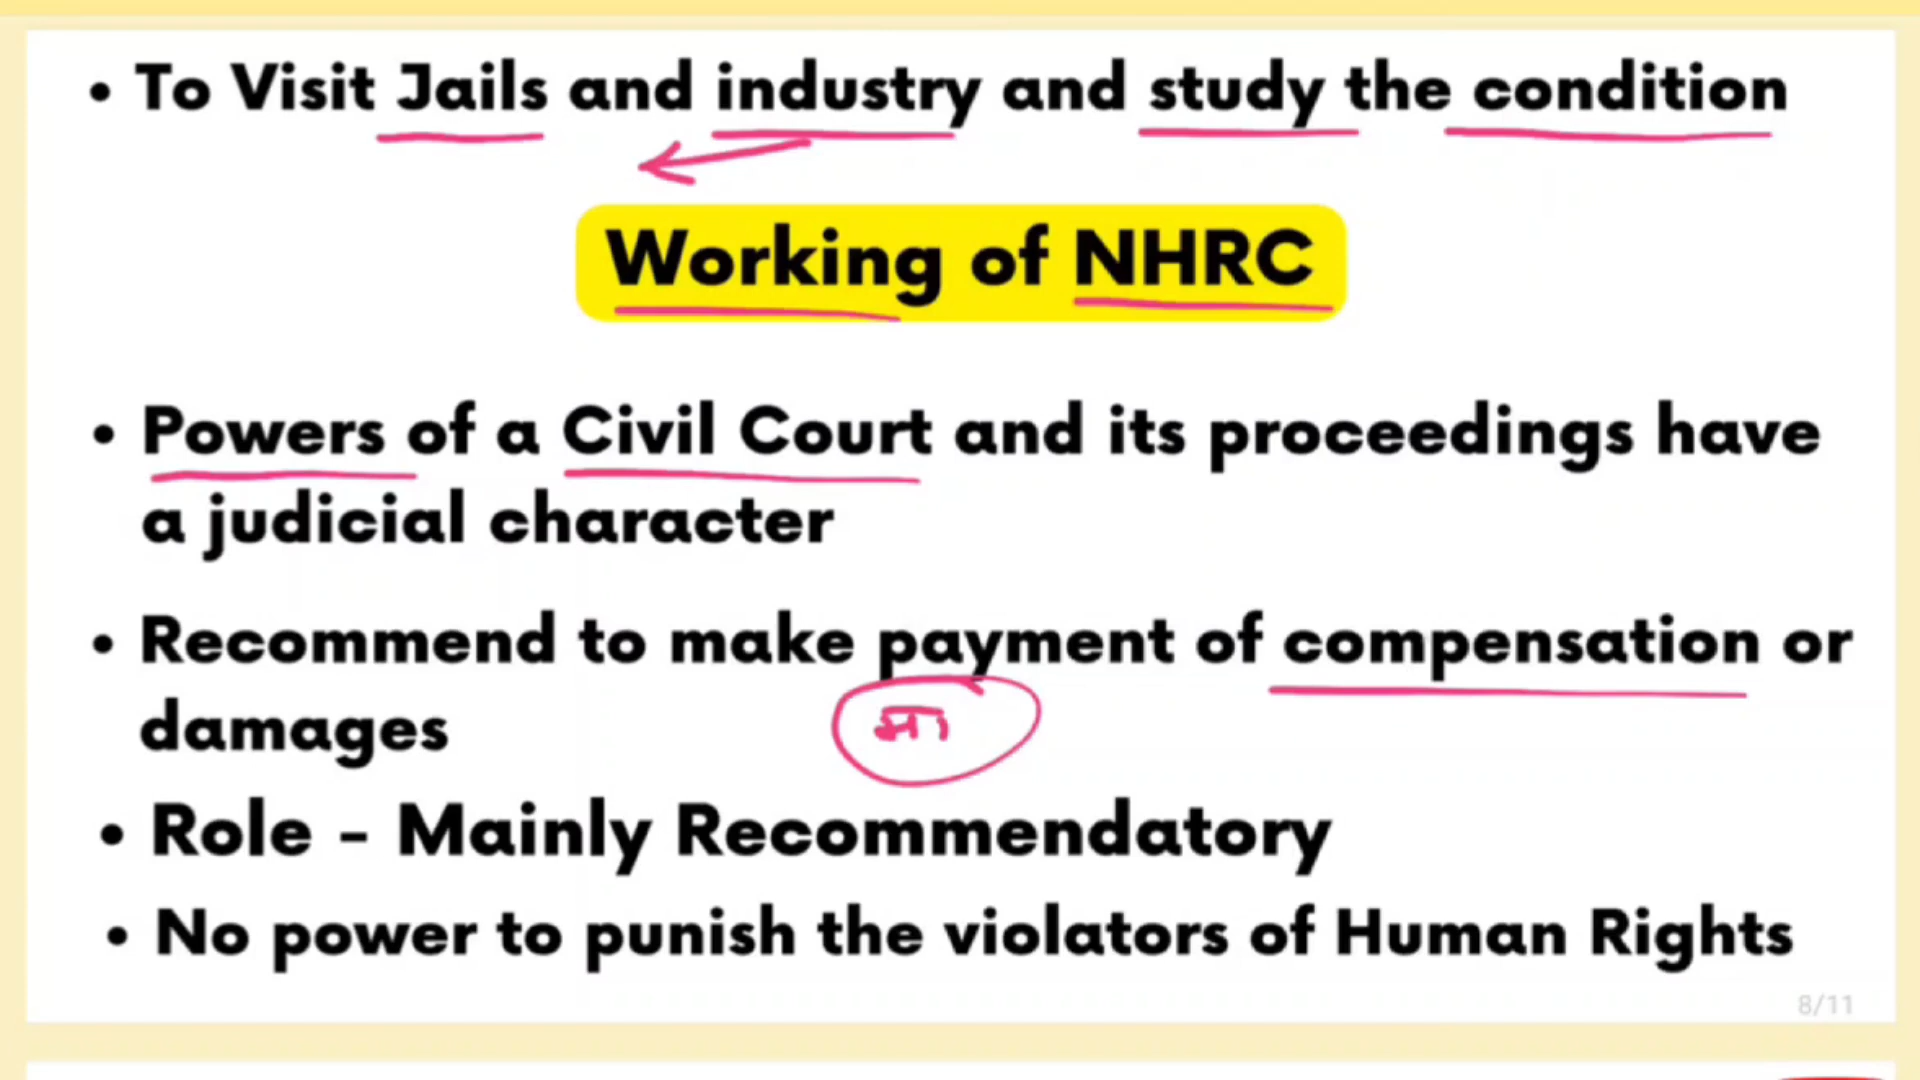 • To Visit Jails and industry and study the condition
Working of NHRC
• Powers of a Civil Court and its proceedings have
a judicial character
• Recommend to make payment of compensation or
damages
• Role - Mainly Recommendatory
• No power to punish the violators of Human Rights
8/11